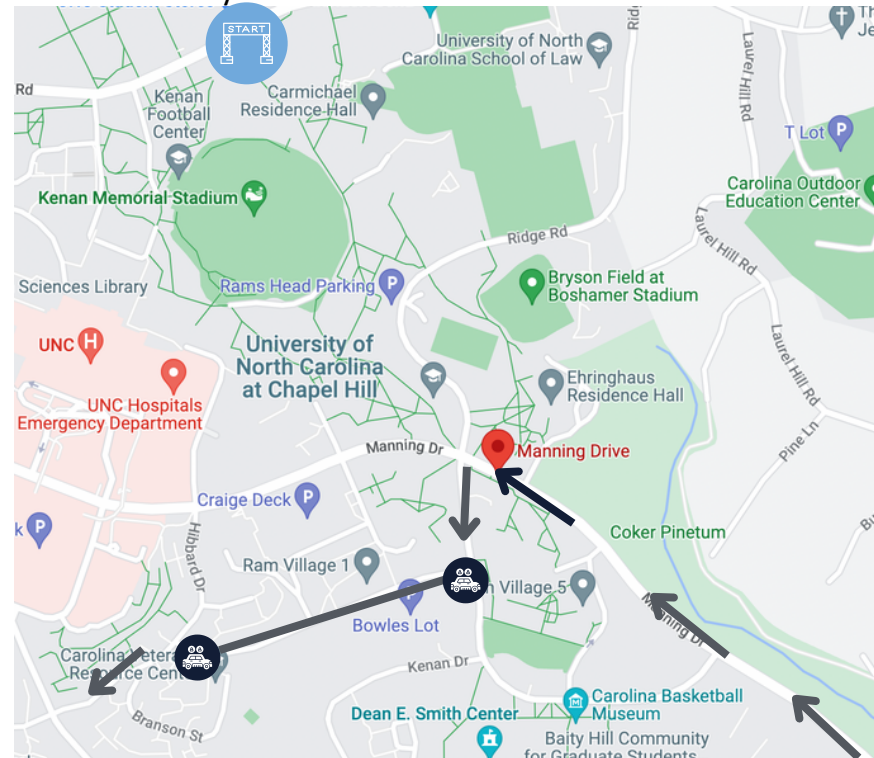 START
University of North
Carolina School of Law
Rd
Kenan
Football
Center
Carmichael
Residence Hall
Laurel Hill Rd
T Lot
P
Kenan Memorial Stadium
Carolina Outdoor
Education Center
Ridge Rd
Laurel Hill Rd
Sciences Library
Rams Head Parking
P
Bryson Field at
Boshamer Stadium
UNC
H
University of
North Carolina
at Chapel Hill
Laurel Hill Rd
UNC Hospitals
Emergency Department
Ehringhaus
Residence Hall
Manning Dr
Manning Drive
Pine Ln
Craige Deck
P
k
P
Coker Pinetum
Hibbard Dr
Ram Village 1
Village 5
Bowles Lot
P
Manning Dr
Carolina Vetera
Resource Cent
Kenan Dr
Carolina Basketball
Museum
Branson St
Dean E. Smith Center
Baity Hill Community
for Graduate Students